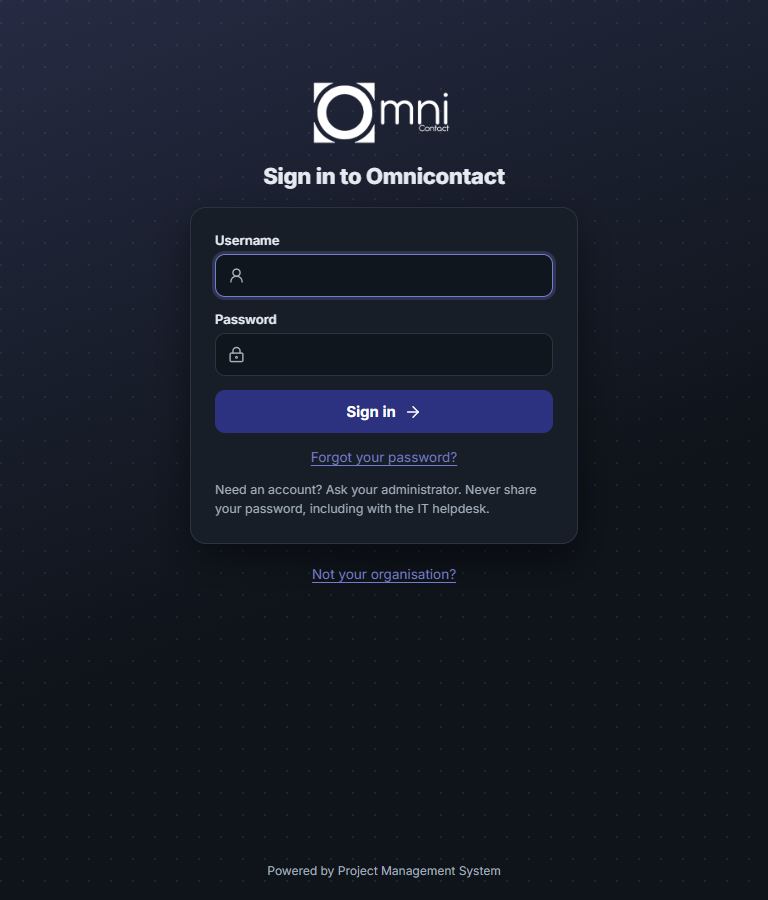 Omni
Contact
Sign in to Omnicontact
Username
Password
Sign in
Forgot your password?
Need an account? Ask your administrator. Never share
your password, including with the IT helpdesk.
Not your organisation?
Powered by Project Management System